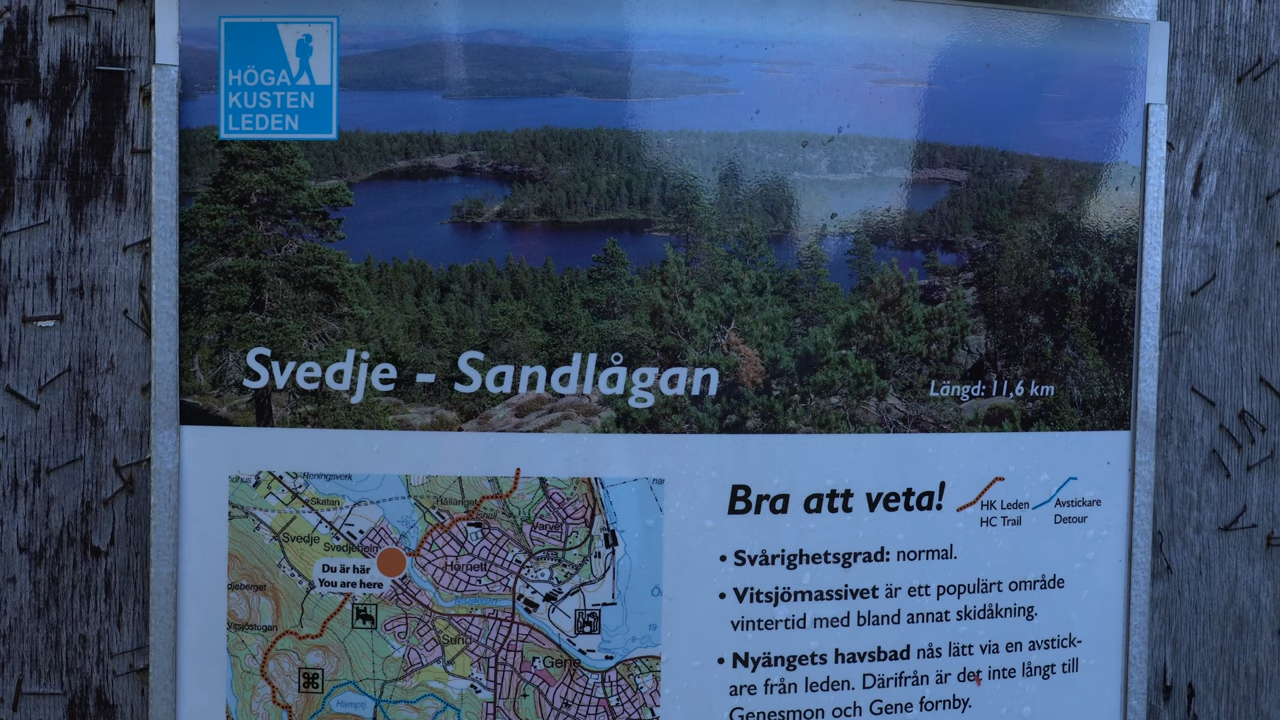 HÖGA
KUSTEN
LEDEN
Svedje - Sandlågan
Längd: 11,6 km
Reningsverk
Skatan
Svedje
Svedjeholm
Du är här
You are here
Vitsjöstugan
Hörnett
Varvet
Sund
Gene
Bra att veta!
HK Leden
HC Trail
Avstickare
Detour
• Svårighetsgrad: normal.
• Vitsjömassivet är ett populärt område
vintertid med bland annat skidåkning.
• Nyängets havsbad nås lätt via en avstick-
are från leden. Därifrån är det inte långt till
Genesmon och Gene fornby.